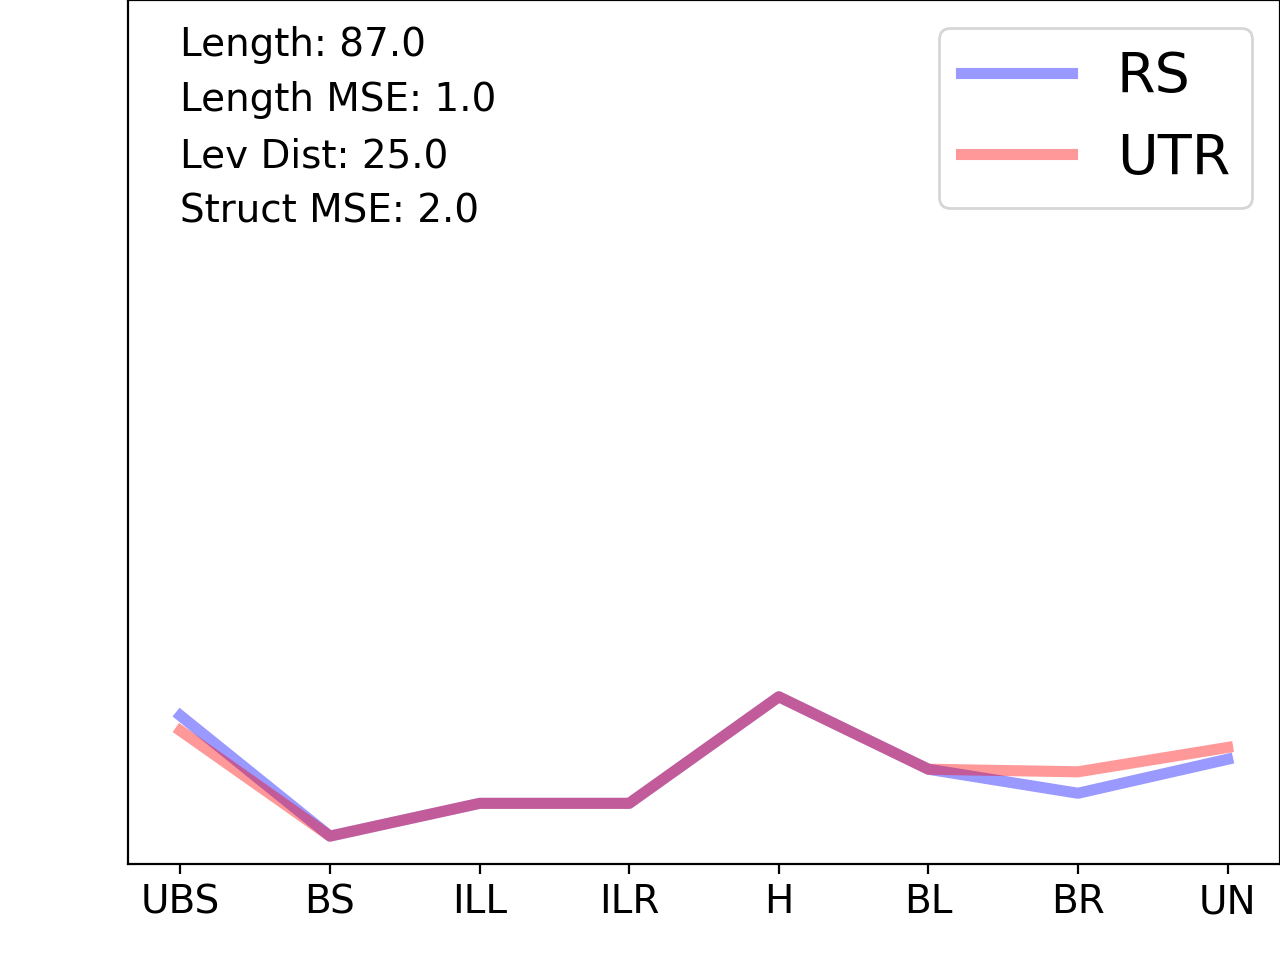 Length: 87.0
Length MSE: 1.0
Lev Dist: 25.0
Struct MSE: 2.0
RS
UTR
UBS BS ILL ILR H BL BR UN